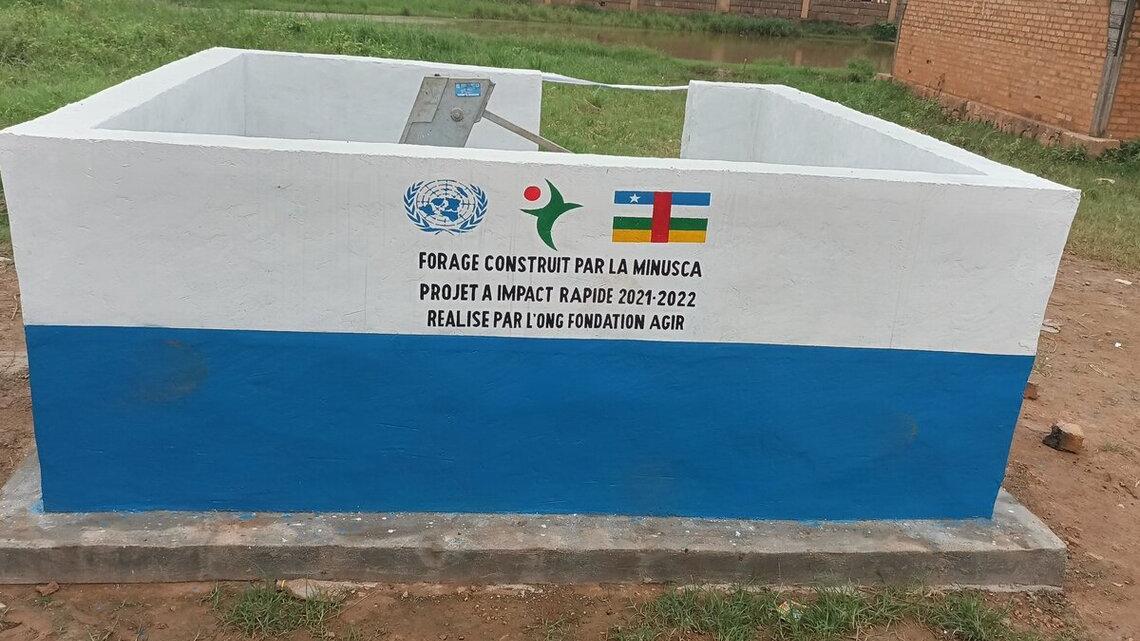 FORAGE CONSTRUIT PAR LA MINUSCA
PROJET A IMPACT RAPIDE 2021-2022
REALISE PAR L'ONG FONDATION AGIR